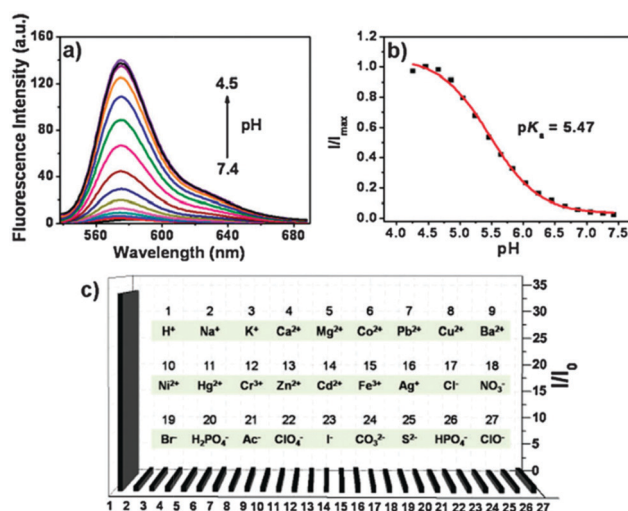 a)
160
120
80
40
0
Fluorescence Intensity (a.u.)
4.5
pH
7.4
560 600 640 680
Wavelength (nm)
b)
1.0
0.8
0.6
0.4
0.2
0.0
I/Imax
pKa = 5.47
4.0 4.5 5.0 5.5 6.0 6.5 7.0 7.5
pH
c)
1 2 3 4 5 6 7 8 9
H⁺ Na⁺ K⁺ Ca²⁺ Mg²⁺ Co²⁺ Pb²⁺ Cu²⁺ Ba²⁺
10 11 12 13 14 15 16 17 18
Ni²⁺ Hg²⁺ Cr³⁺ Zn²⁺ Cd²⁺ Fe³⁺ Ag⁺ Cl⁻ NO₃⁻
19 20 21 22 23 24 25 26 27
Br⁻ H₂PO₄⁻ Ac⁻ ClO₄⁻ I⁻ CO₃²⁻ S²⁻ HPO₄⁻ ClO⁻
35
30
25
20
15
10
5
0
I/I₀
1 2 3 4 5 6 7 8 9 10 11 12 13 14 15 16 17 18 19 20 21 22 23 24 25 26 27